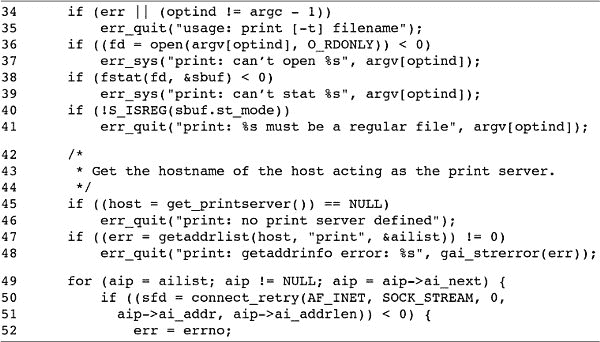 34 if (err || (optind != argc - 1))
35 err_quit("usage: print [-t] filename");
36 if ((fd = open(argv[optind], O_RDONLY)) < 0)
37 err_sys("print: can't open %s", argv[optind]);
38 if (fstat(fd, &sbuf) < 0)
39 err_sys("print: can't stat %s", argv[optind]);
40 if (!S_ISREG(sbuf.st_mode))
41 err_quit("print: %s must be a regular file", argv[optind]);
42 /*
43 * Get the hostname of the host acting as the print server.
44 */
45 if ((host = get_printserver()) == NULL)
46 err_quit("print: no print server defined");
47 if ((err = getaddrlist(host, "print", &ailist)) != 0)
48 err_quit("print: getaddrinfo error: %s", gai_strerror(err));
49 for (aip = ailist; aip != NULL; aip = aip->ai_next) {
50 if ((sfd = connect_retry(AF_INET, SOCK_STREAM, 0,
51 aip->ai_addr, aip->ai_addrlen)) < 0) {
52 err = errno;